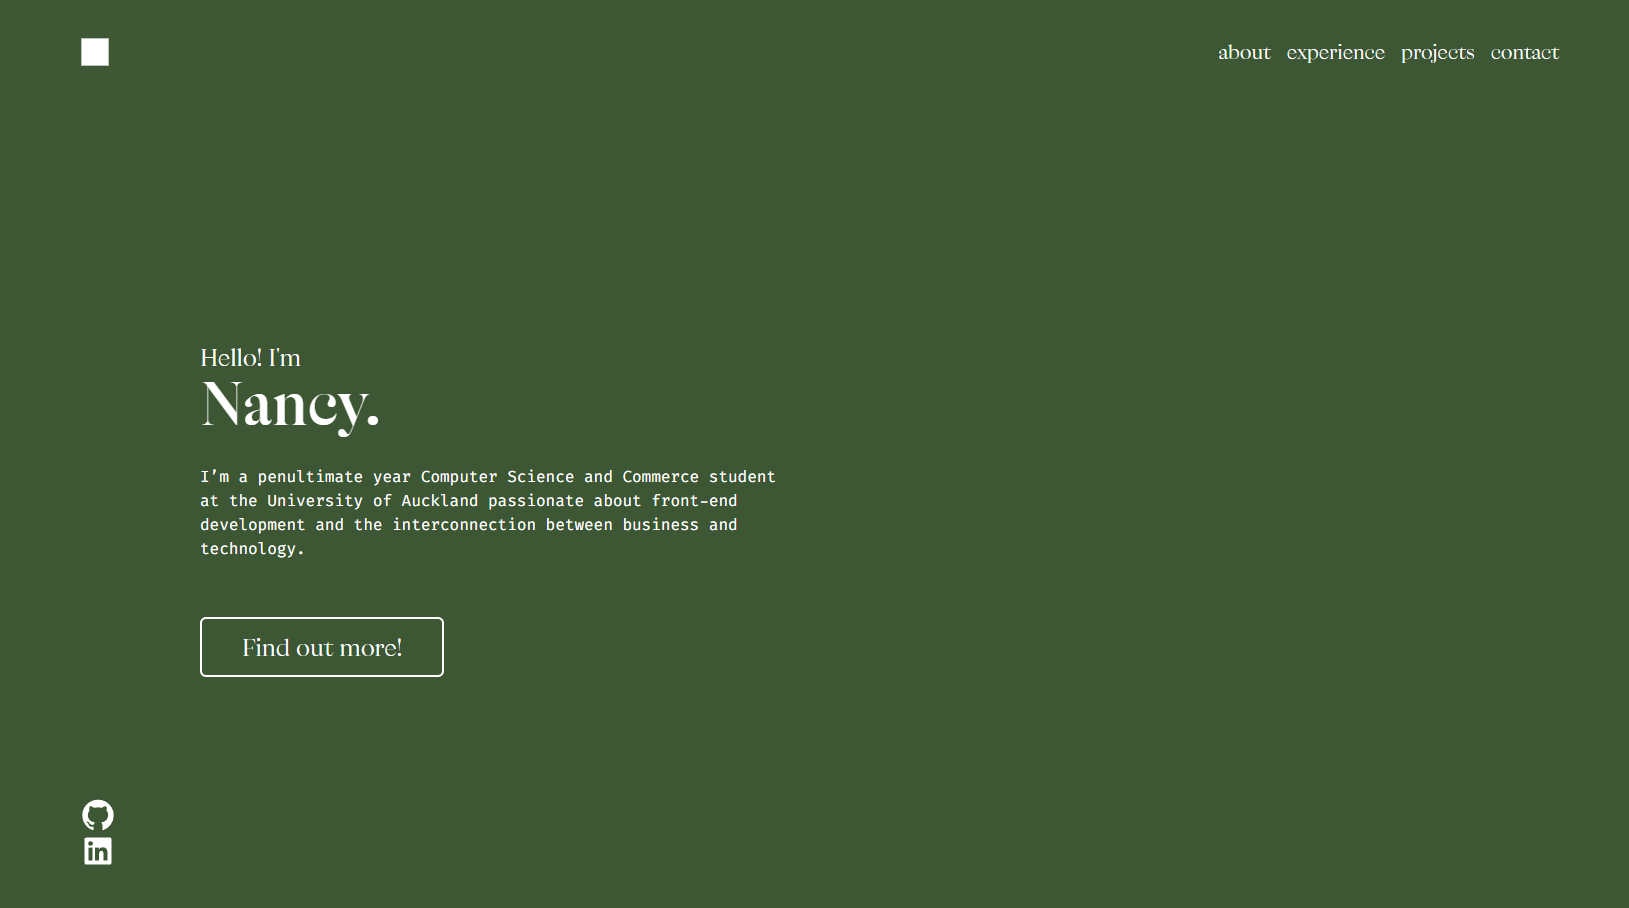 about experience projects contact
Hello! I'm
Nancy.
I’m a penultimate year Computer Science and Commerce student
at the University of Auckland passionate about front-end
development and the interconnection between business and
technology.
Find out more!
in